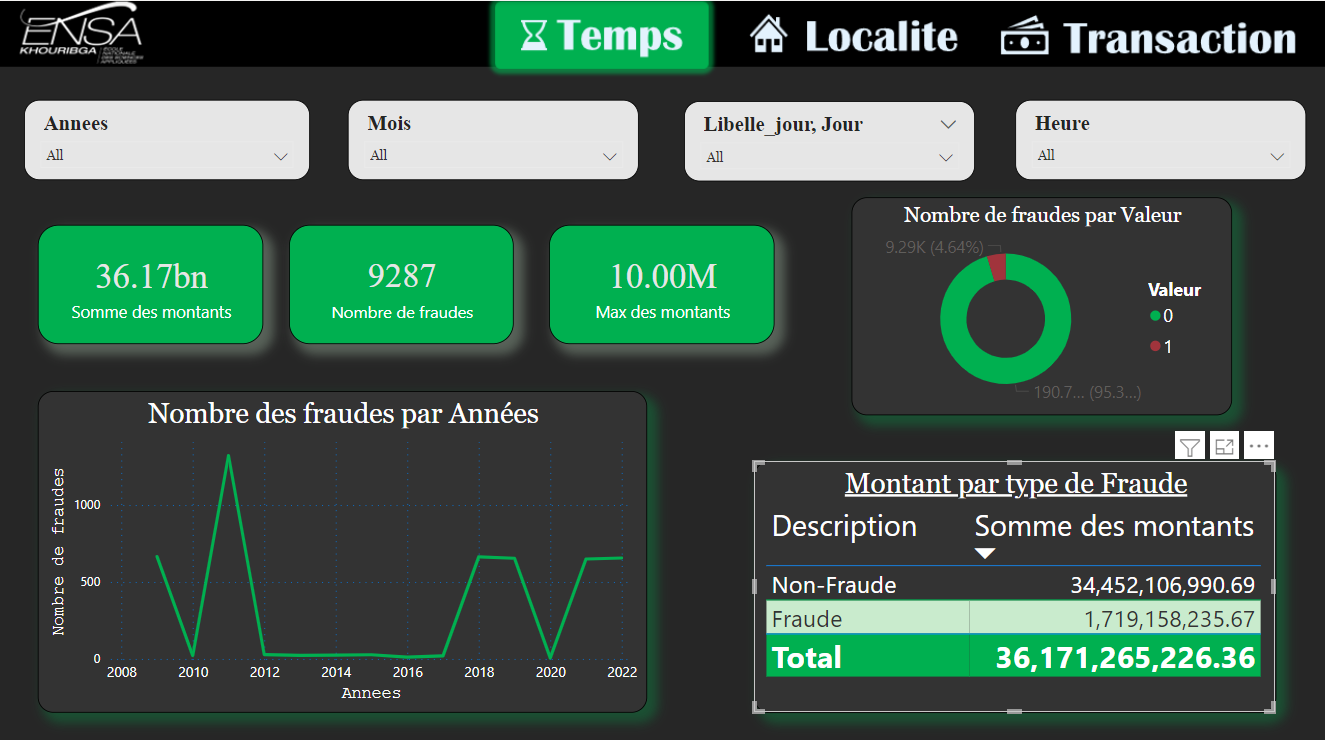 ENSA
KHOURIBGA
ÉCOLE
NATIONALE
DES SCIENCES
APPLIQUÉES
Temps
Localite
Transaction
Annees
All
Mois
All
Libelle_jour, Jour
All
Heure
All
36.17bn
Somme des montants
9287
Nombre de fraudes
10.00M
Max des montants
Nombre de fraudes par Valeur
9.29K (4.64%)
190.7... (95.3...)
Valeur
0
1
Nombre des fraudes par Années
Nombre de fraudes
1000
500
0
2008 2010 2012 2014 2016 2018 2020 2022
Annees
Montant par type de Fraude
Description Somme des montants
Non-Fraude 34,452,106,990.69
Fraude 1,719,158,235.67
Total 36,171,265,226.36